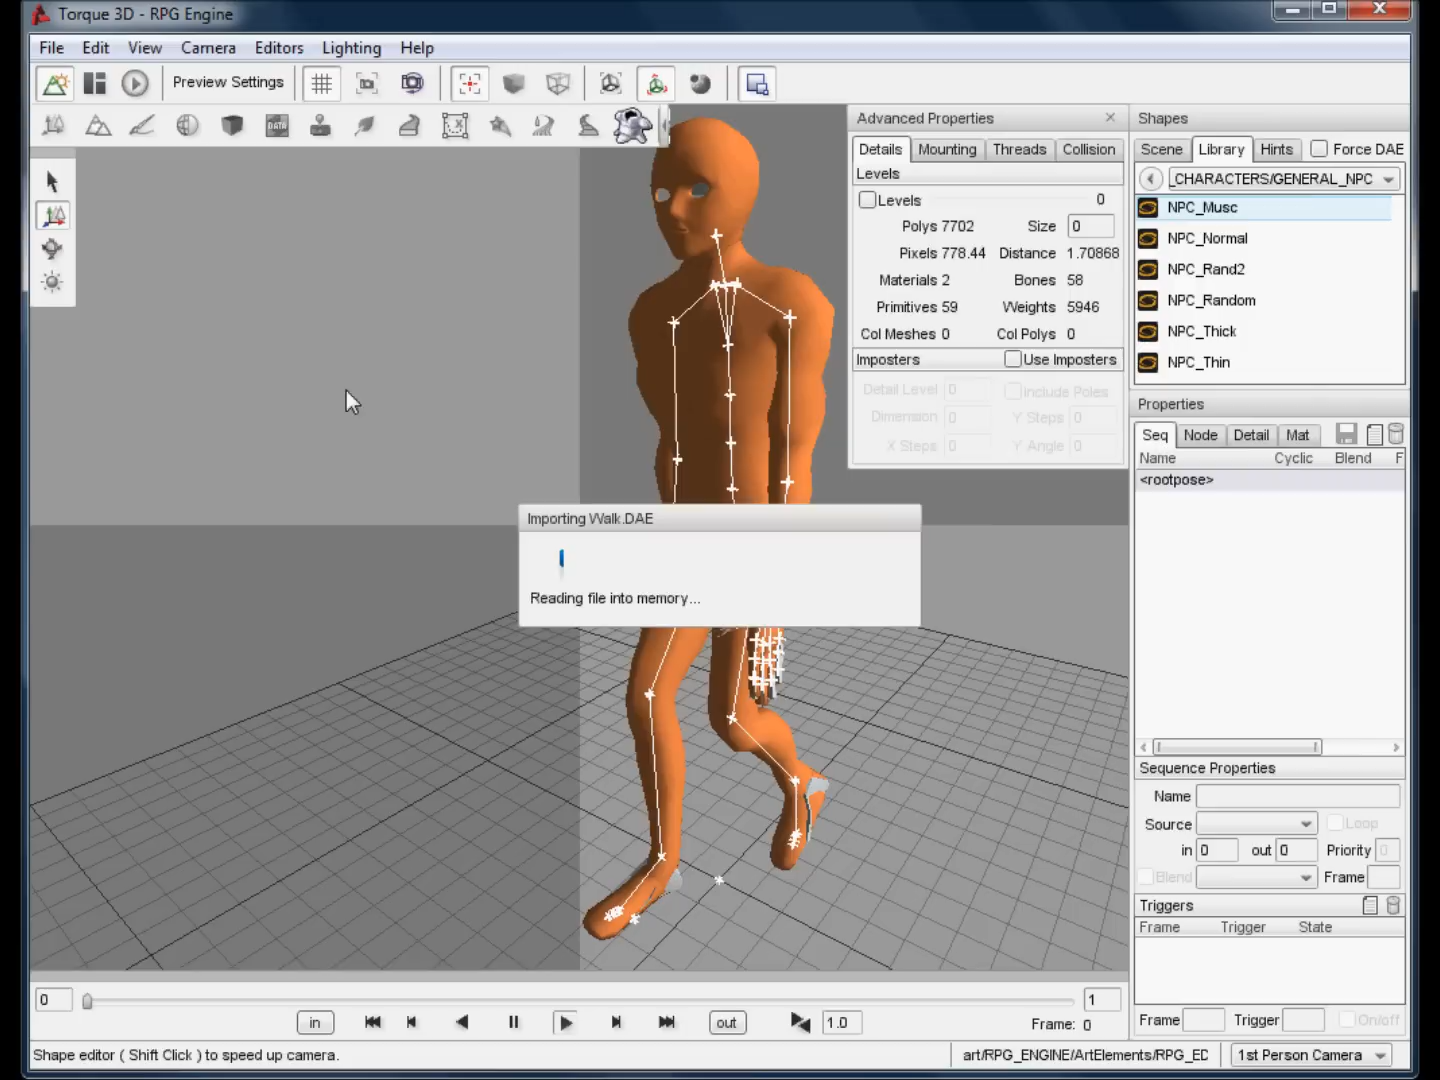 Torque 3D - RPG Engine
File Edit View Camera Editors Lighting Help
Preview Settings
DATA
Advanced Properties
Details Mounting Threads Collision
Levels
Levels 0
Polys 7702 Size 0
Pixels 778.44 Distance 1.70868
Materials 2 Bones 58
Primitives 59 Weights 5946
Col Meshes 0 Col Polys 0
Imposters Use Imposters
Detail Level 0 Include Poles
Dimension 0 Y Steps 0
X Steps 0 Y Angle 0
Shapes
Scene Library Hints Force DAE
_CHARACTERS/GENERAL_NPC
NPC_Musc
NPC_Normal
NPC_Rand2
NPC_Random
NPC_Thick
NPC_Thin
Properties
Seq Node Detail Mat
Name Cyclic Blend F
<rootpose>
Importing Walk.DAE
Reading file into memory...
Sequence Properties
Name
Source Loop
in 0 out 0 Priority 0
Blend Frame
Triggers
Frame Trigger State
Frame Trigger On/off
0 1
in out 1.0 Frame: 0
Shape editor ( Shift Click ) to speed up camera. art/RPG_ENGINE/ArtElements/RPG_ED 1st Person Camera